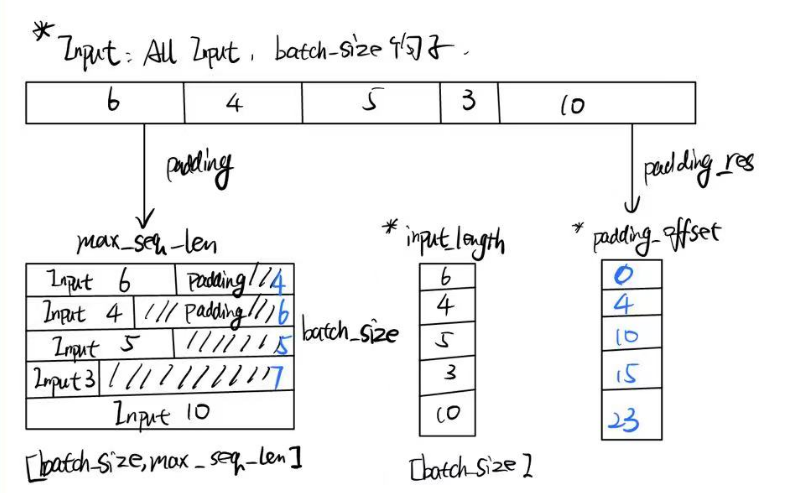 * Input: All Input, batch-size 个句子.
6 4 5 3 10
padding
padding_res
max_seq_len
* input_length
* padding_offset
Input 6 padding 4
Input 4 padding 6
Input 5 5
Input 3 7
Input 10
batch_size
6
4
5
3
10
0
4
10
15
23
[batch_size, max_seq_len]
[batch_size]